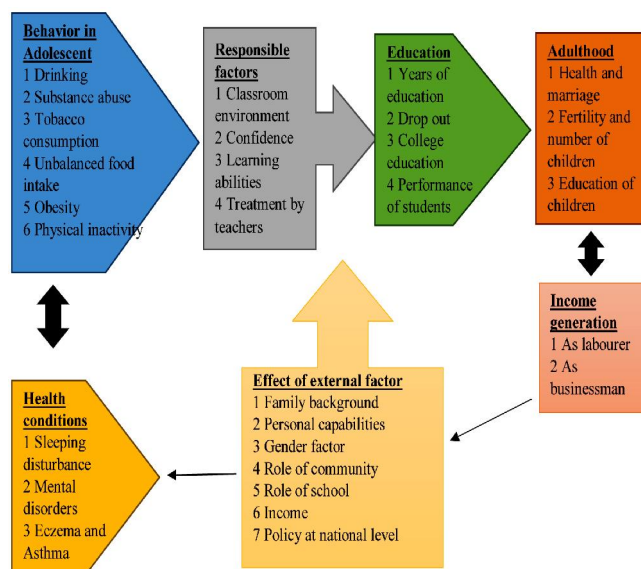 Behavior in
Adolescent
1 Drinking
2 Substance abuse
3 Tobacco
consumption
4 Unbalanced food
intake
5 Obesity
6 Physical inactivity
Responsible
factors
1 Classroom
environment
2 Confidence
3 Learning
abilities
4 Treatment by
teachers
Education
1 Years of
education
2 Drop out
3 College
education
4 Performance
of students
Adulthood
1 Health and
marriage
2 Fertility and
number of
children
3 Education of
children
Income
generation
1 As labourer
2 As
businessman
Effect of external factor
1 Family background
2 Personal capabilities
3 Gender factor
4 Role of community
5 Role of school
6 Income
7 Policy at national level
Health
conditions
1 Sleeping
disturbance
2 Mental
disorders
3 Eczema and
Asthma